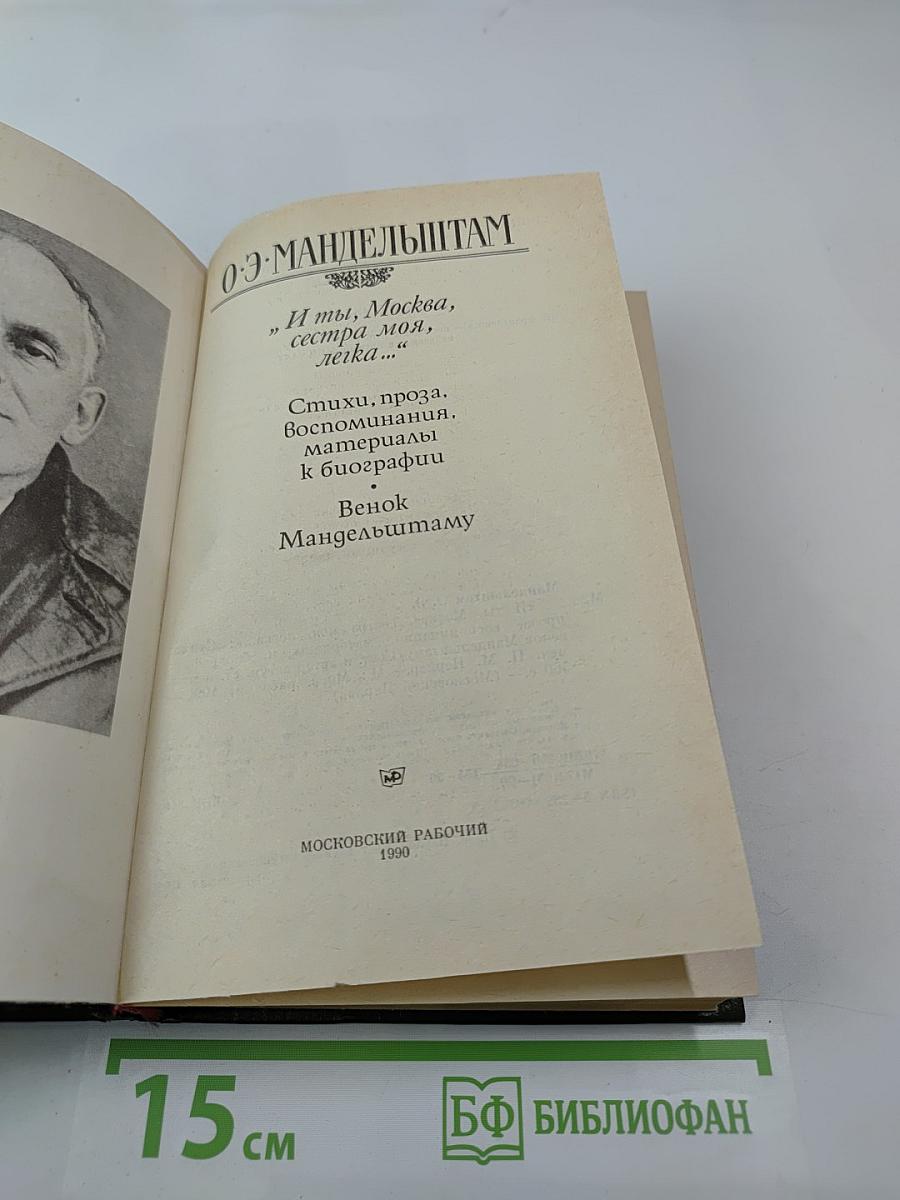 О·Э·МАНДЕЛЬШТАМ
„И ты, Москва,
сестра моя,
легка...“
Стихи, проза,
воспоминания,
материалы
к биографии
•
Венок
Мандельштаму
МР
МОСКОВСКИЙ РАБОЧИЙ
1990
15 см
БФ БИБЛИОФАН